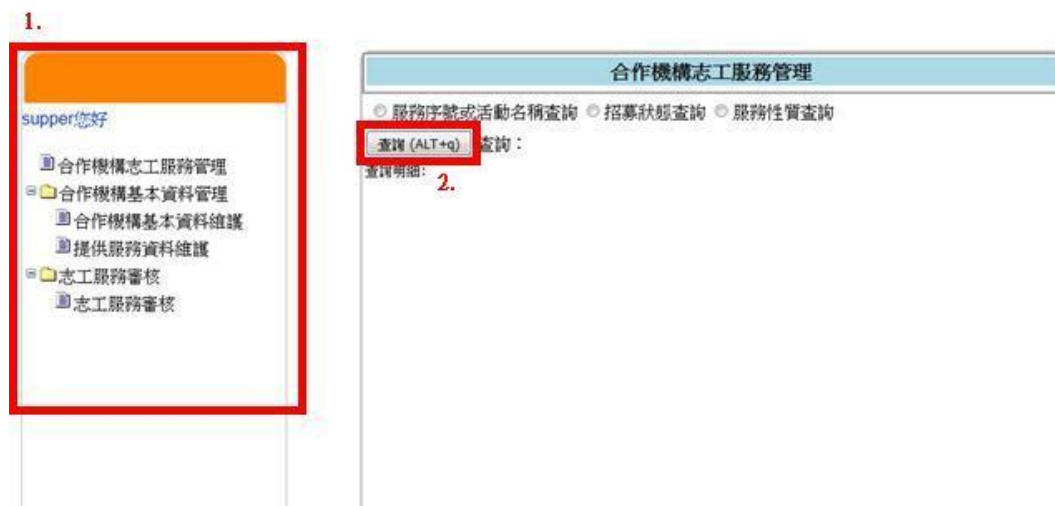 1.
supper您好
合作機構志工服務管理
合作機構基本資料管理
合作機構基本資料維護
提供服務資料維護
志工服務審核
志工服務審核
合作機構志工服務管理
服務序號或活動名稱查詢 招募狀態查詢 服務性質查詢
查詢 (ALT+q) 查詢：
查詢明細:
2.